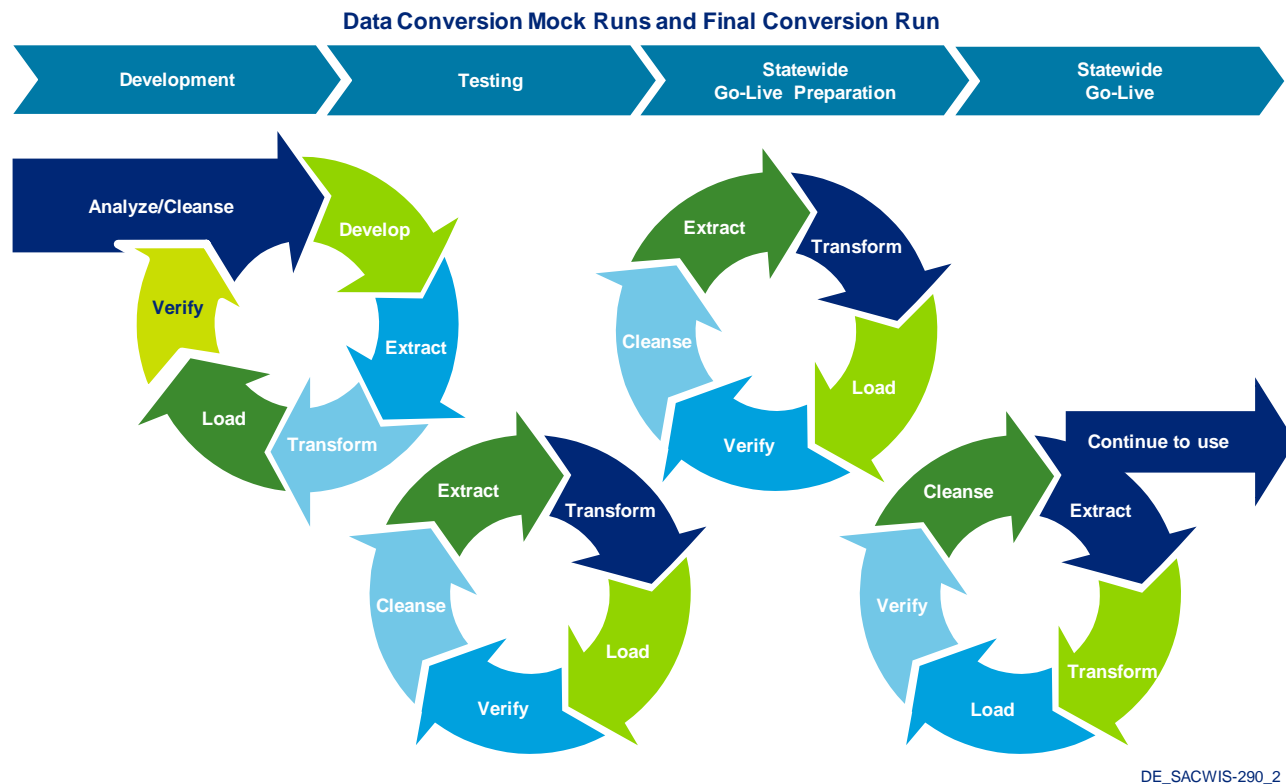 Data Conversion Mock Runs and Final Conversion Run
Development
Testing
Statewide
Go-Live Preparation
Statewide
Go-Live
Analyze/Cleanse
Develop
Extract
Transform
Load
Verify
Extract
Transform
Load
Verify
Cleanse
Extract
Transform
Load
Verify
Cleanse
Continue to use
Cleanse
Extract
Transform
Load
Verify
DE_SACWIS-290_2